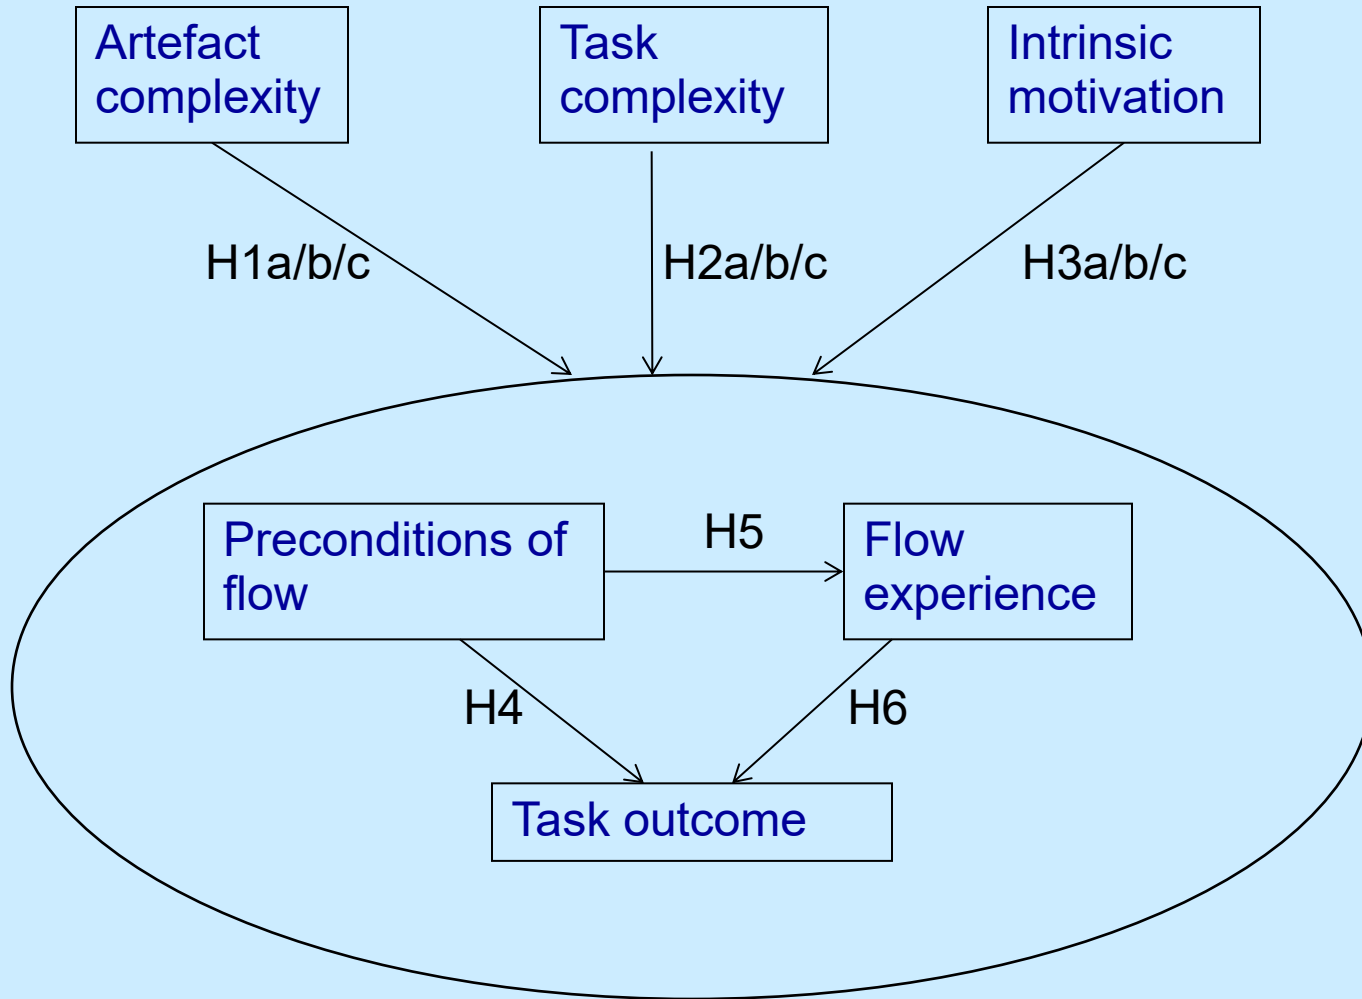 Artefact
complexity
Task
complexity
Intrinsic
motivation
H1a/b/c
H2a/b/c
H3a/b/c
Preconditions of
flow
H5
Flow
experience
H4
H6
Task outcome